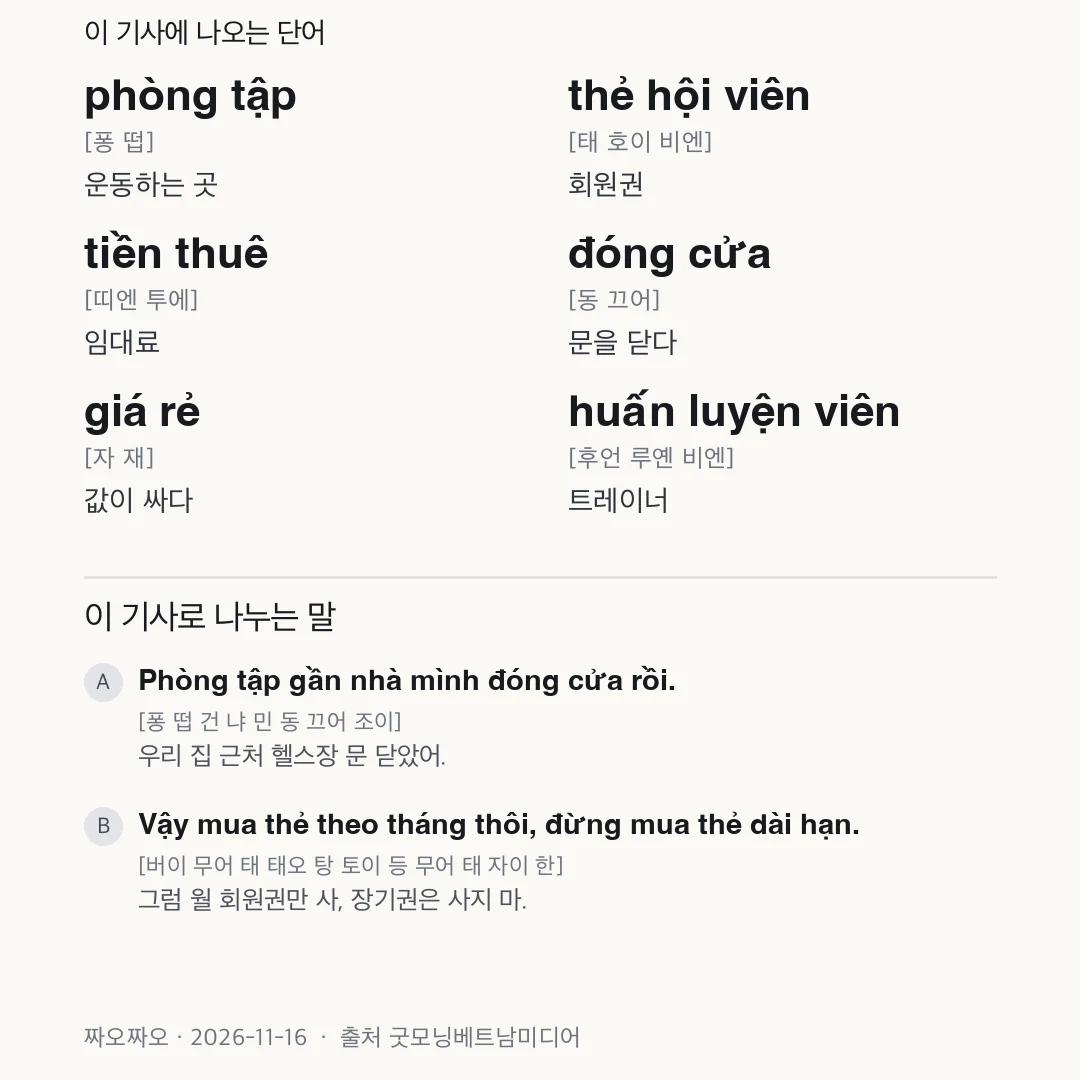 이 기사에 나오는 단어
phòng tập
[퐁 떱]
운동하는 곳
thẻ hội viên
[태 호이 비엔]
회원권
tiền thuê
[띠엔 투에]
임대료
đóng cửa
[동 끄어]
문을 닫다
giá rẻ
[자 재]
값이 싸다
huấn luyện viên
[후언 루옌 비엔]
트레이너
이 기사로 나누는 말
A Phòng tập gần nhà mình đóng cửa rồi.
[퐁 떱 건 냐 민 동 끄어 조이]
우리 집 근처 헬스장 문 닫았어.
B Vậy mua thẻ theo tháng thôi, đừng mua thẻ dài hạn.
[버이 무어 태 태오 탕 토이 등 무어 태 자이 한]
그럼 월 회원권만 사, 장기권은 사지 마.
짜오짜오 · 2026-11-16 · 출처 굿모닝베트남미디어